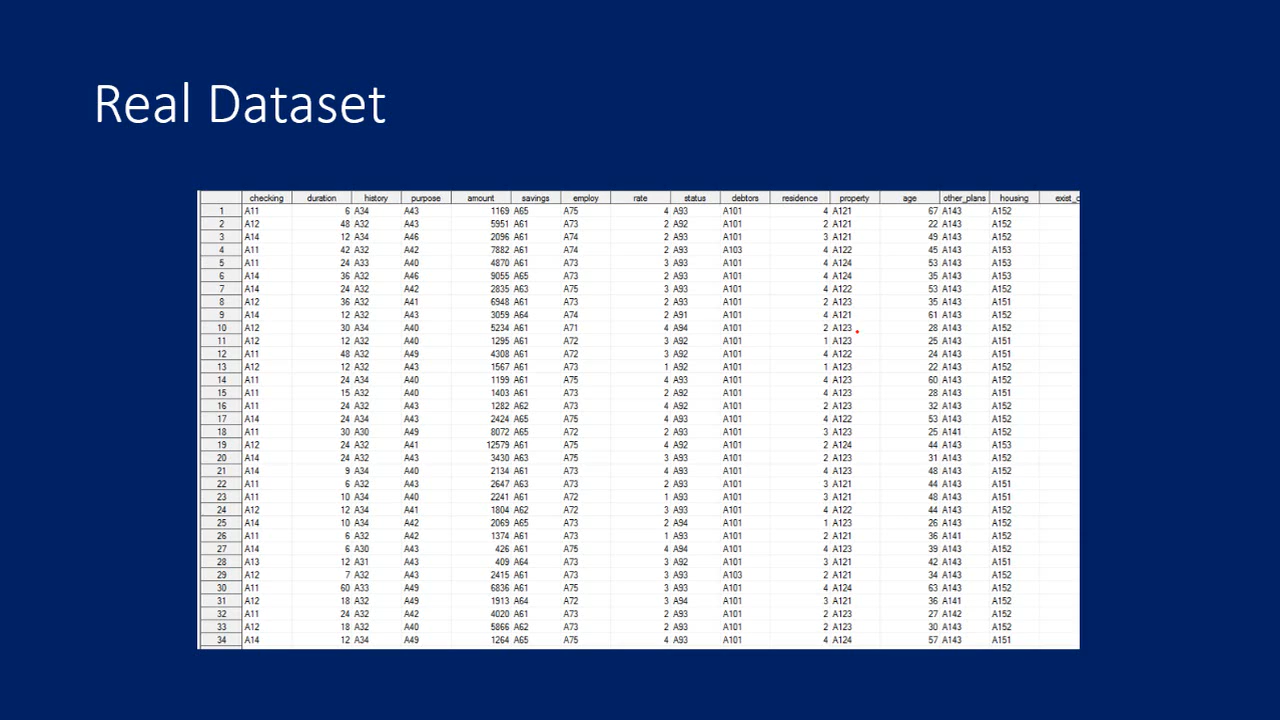 Real Dataset
checking duration history purpose amount savings employ rate status debtors residence property age other_plans housing exist_c
1 A11 6 A34 A43 1169 A65 A75 4 A93 A101 4 A121 67 A143 A152
2 A12 48 A32 A43 5951 A61 A73 2 A92 A101 2 A121 22 A143 A152
3 A14 12 A34 A46 2096 A61 A74 2 A93 A101 3 A121 49 A143 A152
4 A11 42 A32 A42 7882 A61 A74 2 A93 A103 4 A122 45 A143 A153
5 A11 24 A33 A40 4870 A61 A73 3 A93 A101 4 A124 53 A143 A153
6 A14 36 A32 A46 9055 A65 A73 2 A93 A101 4 A124 35 A143 A153
7 A14 24 A32 A42 2835 A63 A75 3 A93 A101 4 A122 53 A143 A152
8 A12 36 A32 A41 6948 A61 A73 2 A93 A101 2 A123 35 A143 A151
9 A14 12 A32 A43 3059 A64 A74 2 A91 A101 4 A121 61 A143 A152
10 A12 30 A34 A40 5234 A61 A71 4 A94 A101 2 A123 28 A143 A152
11 A12 12 A32 A40 1295 A61 A72 3 A92 A101 1 A123 25 A143 A151
12 A11 48 A32 A49 4308 A61 A72 3 A92 A101 4 A122 24 A143 A151
13 A12 12 A32 A43 1567 A61 A73 1 A92 A101 1 A123 22 A143 A152
14 A11 24 A34 A40 1199 A61 A75 4 A93 A101 4 A123 60 A143 A152
15 A11 15 A32 A40 1403 A61 A73 2 A92 A101 4 A123 28 A143 A151
16 A11 24 A32 A43 1282 A62 A73 4 A92 A101 2 A123 32 A143 A152
17 A14 24 A34 A43 2424 A65 A75 4 A93 A101 4 A122 53 A143 A152
18 A11 30 A30 A49 8072 A65 A72 2 A93 A101 3 A123 25 A141 A152
19 A12 24 A32 A41 12579 A61 A75 4 A92 A101 2 A124 44 A143 A153
20 A14 24 A32 A43 3430 A63 A75 3 A93 A101 2 A123 31 A143 A152
21 A14 9 A34 A40 2134 A61 A73 4 A93 A101 4 A123 48 A143 A152
22 A11 6 A32 A43 2647 A63 A73 2 A93 A101 3 A121 44 A143 A151
23 A11 10 A34 A40 2241 A61 A72 1 A93 A101 3 A121 48 A143 A151
24 A12 12 A34 A41 1804 A62 A72 3 A93 A101 4 A122 44 A143 A152
25 A14 10 A34 A42 2069 A65 A73 2 A94 A101 1 A123 26 A143 A152
26 A11 6 A32 A42 1374 A61 A73 1 A93 A101 2 A121 36 A141 A152
27 A14 6 A30 A43 426 A61 A75 4 A94 A101 4 A123 39 A143 A152
28 A13 12 A31 A43 409 A64 A73 3 A92 A101 3 A121 42 A143 A151
29 A12 7 A32 A43 2415 A61 A73 3 A93 A103 2 A121 34 A143 A152
30 A11 60 A33 A49 6836 A61 A75 3 A93 A101 4 A124 63 A143 A152
31 A12 18 A32 A49 1913 A64 A72 3 A94 A101 3 A121 36 A141 A152
32 A11 24 A32 A42 4020 A61 A73 2 A93 A101 2 A123 27 A142 A152
33 A12 18 A32 A40 5866 A62 A73 2 A93 A101 2 A123 30 A143 A152
34 A14 12 A34 A49 1264 A65 A75 4 A93 A101 4 A124 57 A143 A151